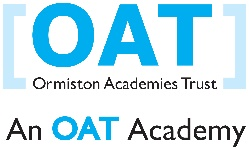 [OAT]
Ormiston Academies Trust
An OAT Academy